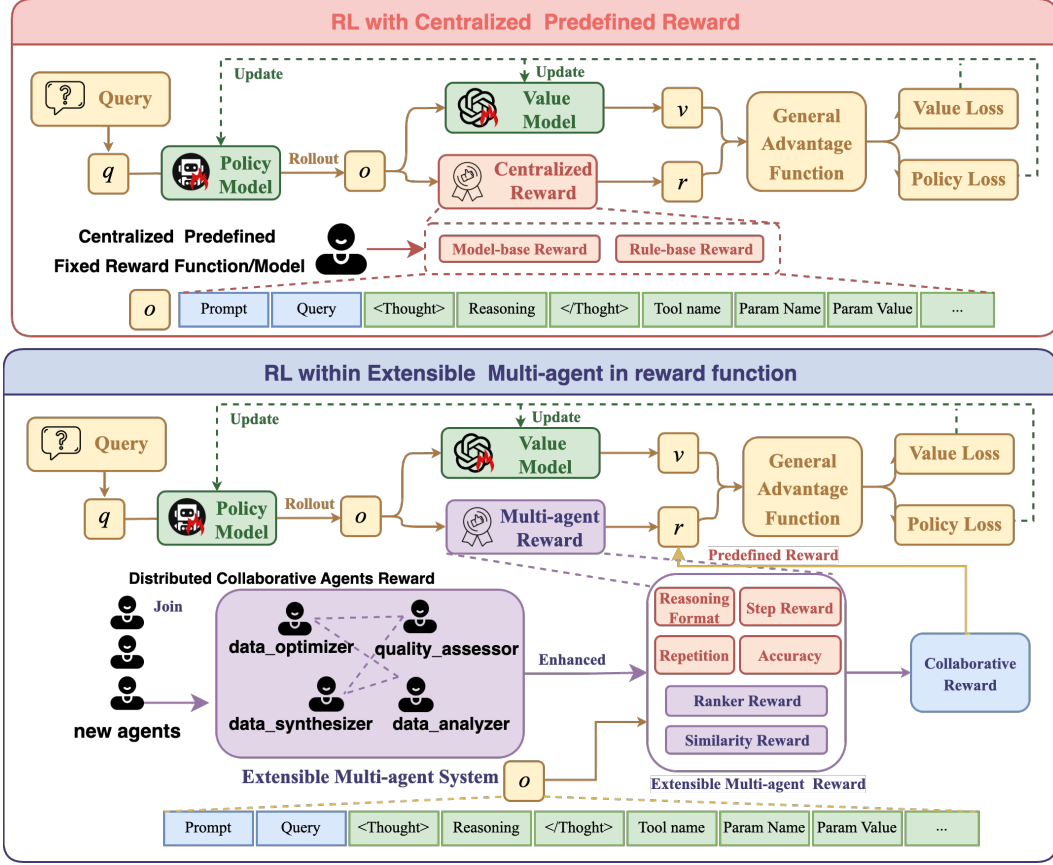 RL with Centralized Predefined Reward
Update
Update
Query
Value
Model
v
General
Advantage
Function
Value Loss
q
Policy
Model
Rollout
o
Centralized
Reward
r
Policy Loss
Centralized Predefined
Fixed Reward Function/Model
Model-base Reward
Rule-base Reward
o
Prompt
Query
<Thought>
Reasoning
</Thoght>
Tool name
Param Name
Param Value
...
RL within Extensible Multi-agent in reward function
Update
Update
Query
Value
Model
v
General
Advantage
Function
Value Loss
q
Policy
Model
Rollout
o
Multi-agent
Reward
r
Policy Loss
Predefined Reward
Distributed Collaborative Agents Reward
Join
new agents
data_optimizer
quality_assessor
data_synthesizer
data_analyzer
Enhanced
Reasoning
Format
Step Reward
Repetition
Accuracy
Ranker Reward
Similarity Reward
Collaborative
Reward
Extensible Multi-agent System
o
Extensible Multi-agent Reward
Prompt
Query
<Thought>
Reasoning
</Thoght>
Tool name
Param Name
Param Value
...